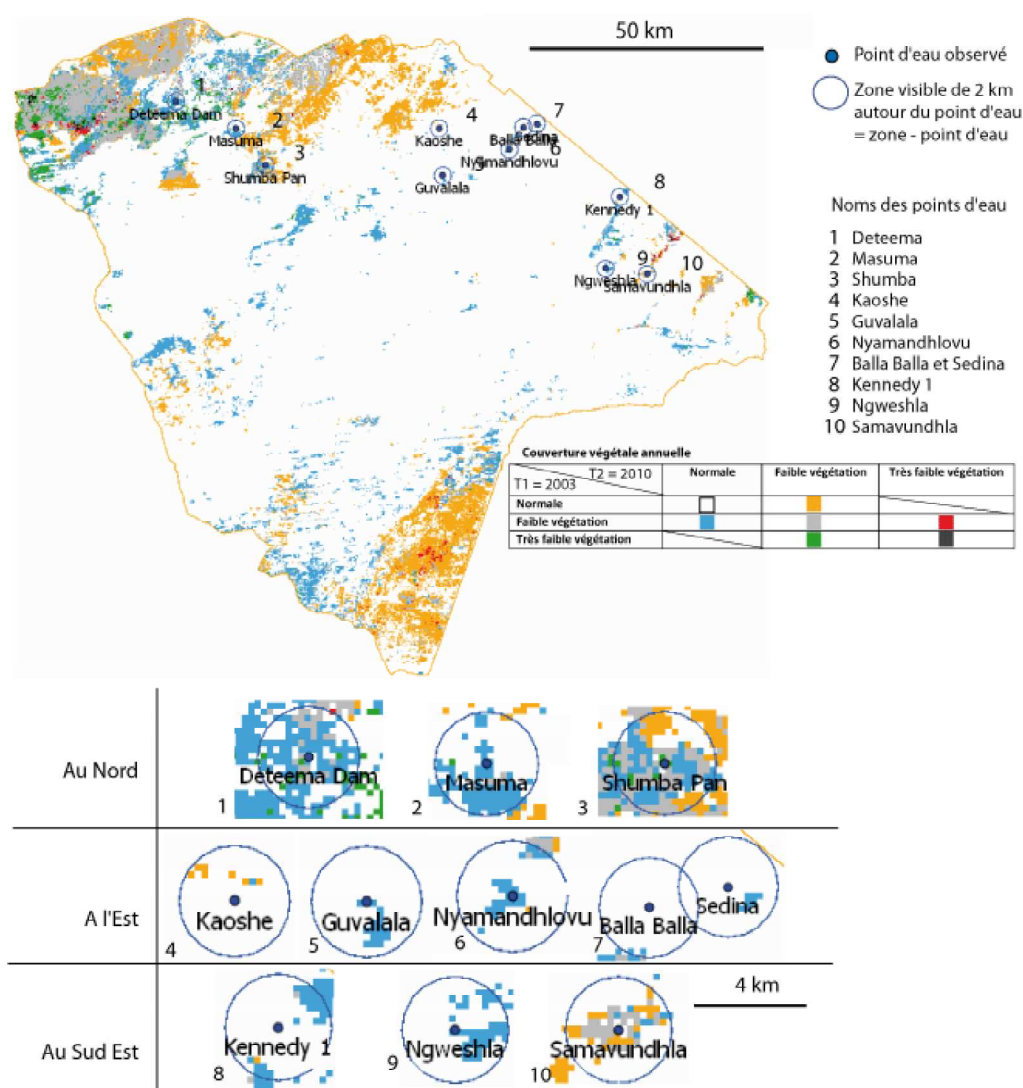 50 km
Point d'eau observé
Zone visible de 2 km
autour du point d'eau
= zone - point d'eau
1
Deteema Dam
2
Masuma
3
Shumba Pan
4
Kaoshe
5
Guvalala
7
Sedina
Balla Balla
6
Nyamandhlovu
8
Kennedy 1
9
Ngweshla
10
Samavundhla
Noms des points d'eau
1 Deteema
2 Masuma
3 Shumba
4 Kaoshe
5 Guvalala
6 Nyamandhlovu
7 Balla Balla et Sedina
8 Kennedy 1
9 Ngweshla
10 Samavundhla
Couverture végétale annuelle
T2 = 2010
T1 = 2003
Normale
Faible végétation
Très faible végétation
Normale
Faible végétation
Très faible végétation
Au Nord
Deteema Dam
1
Masuma
2
Shumba Pan
3
A l'Est
Kaoshe
4
Guvalala
5
Nyamandhlovu
6
Balla Balla
Sedina
7
Au Sud Est
Kennedy 1
8
Ngweshla
9
Samavundhla
10
4 km